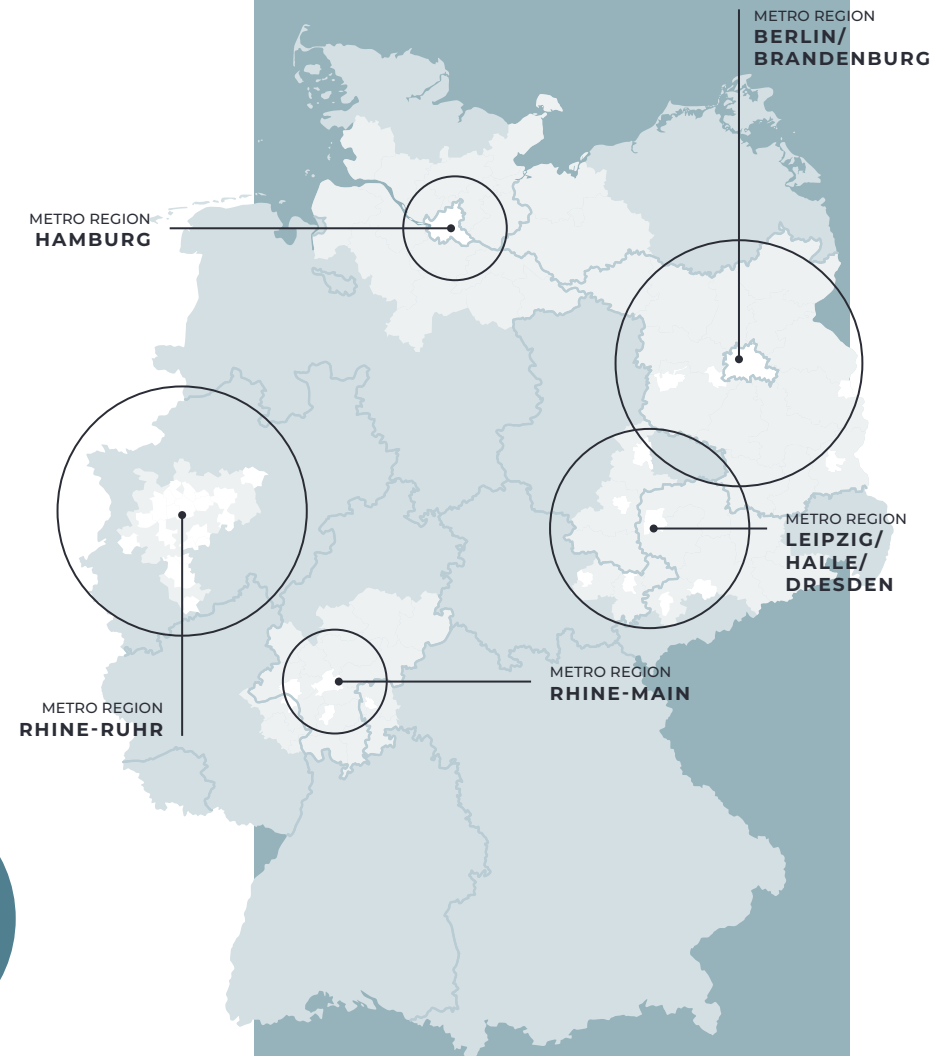 METRO REGION
BERLIN/
BRANDENBURG
METRO REGION
HAMBURG
METRO REGION
LEIPZIG/
HALLE/
DRESDEN
METRO REGION
RHINE-MAIN
METRO REGION
RHINE-RUHR